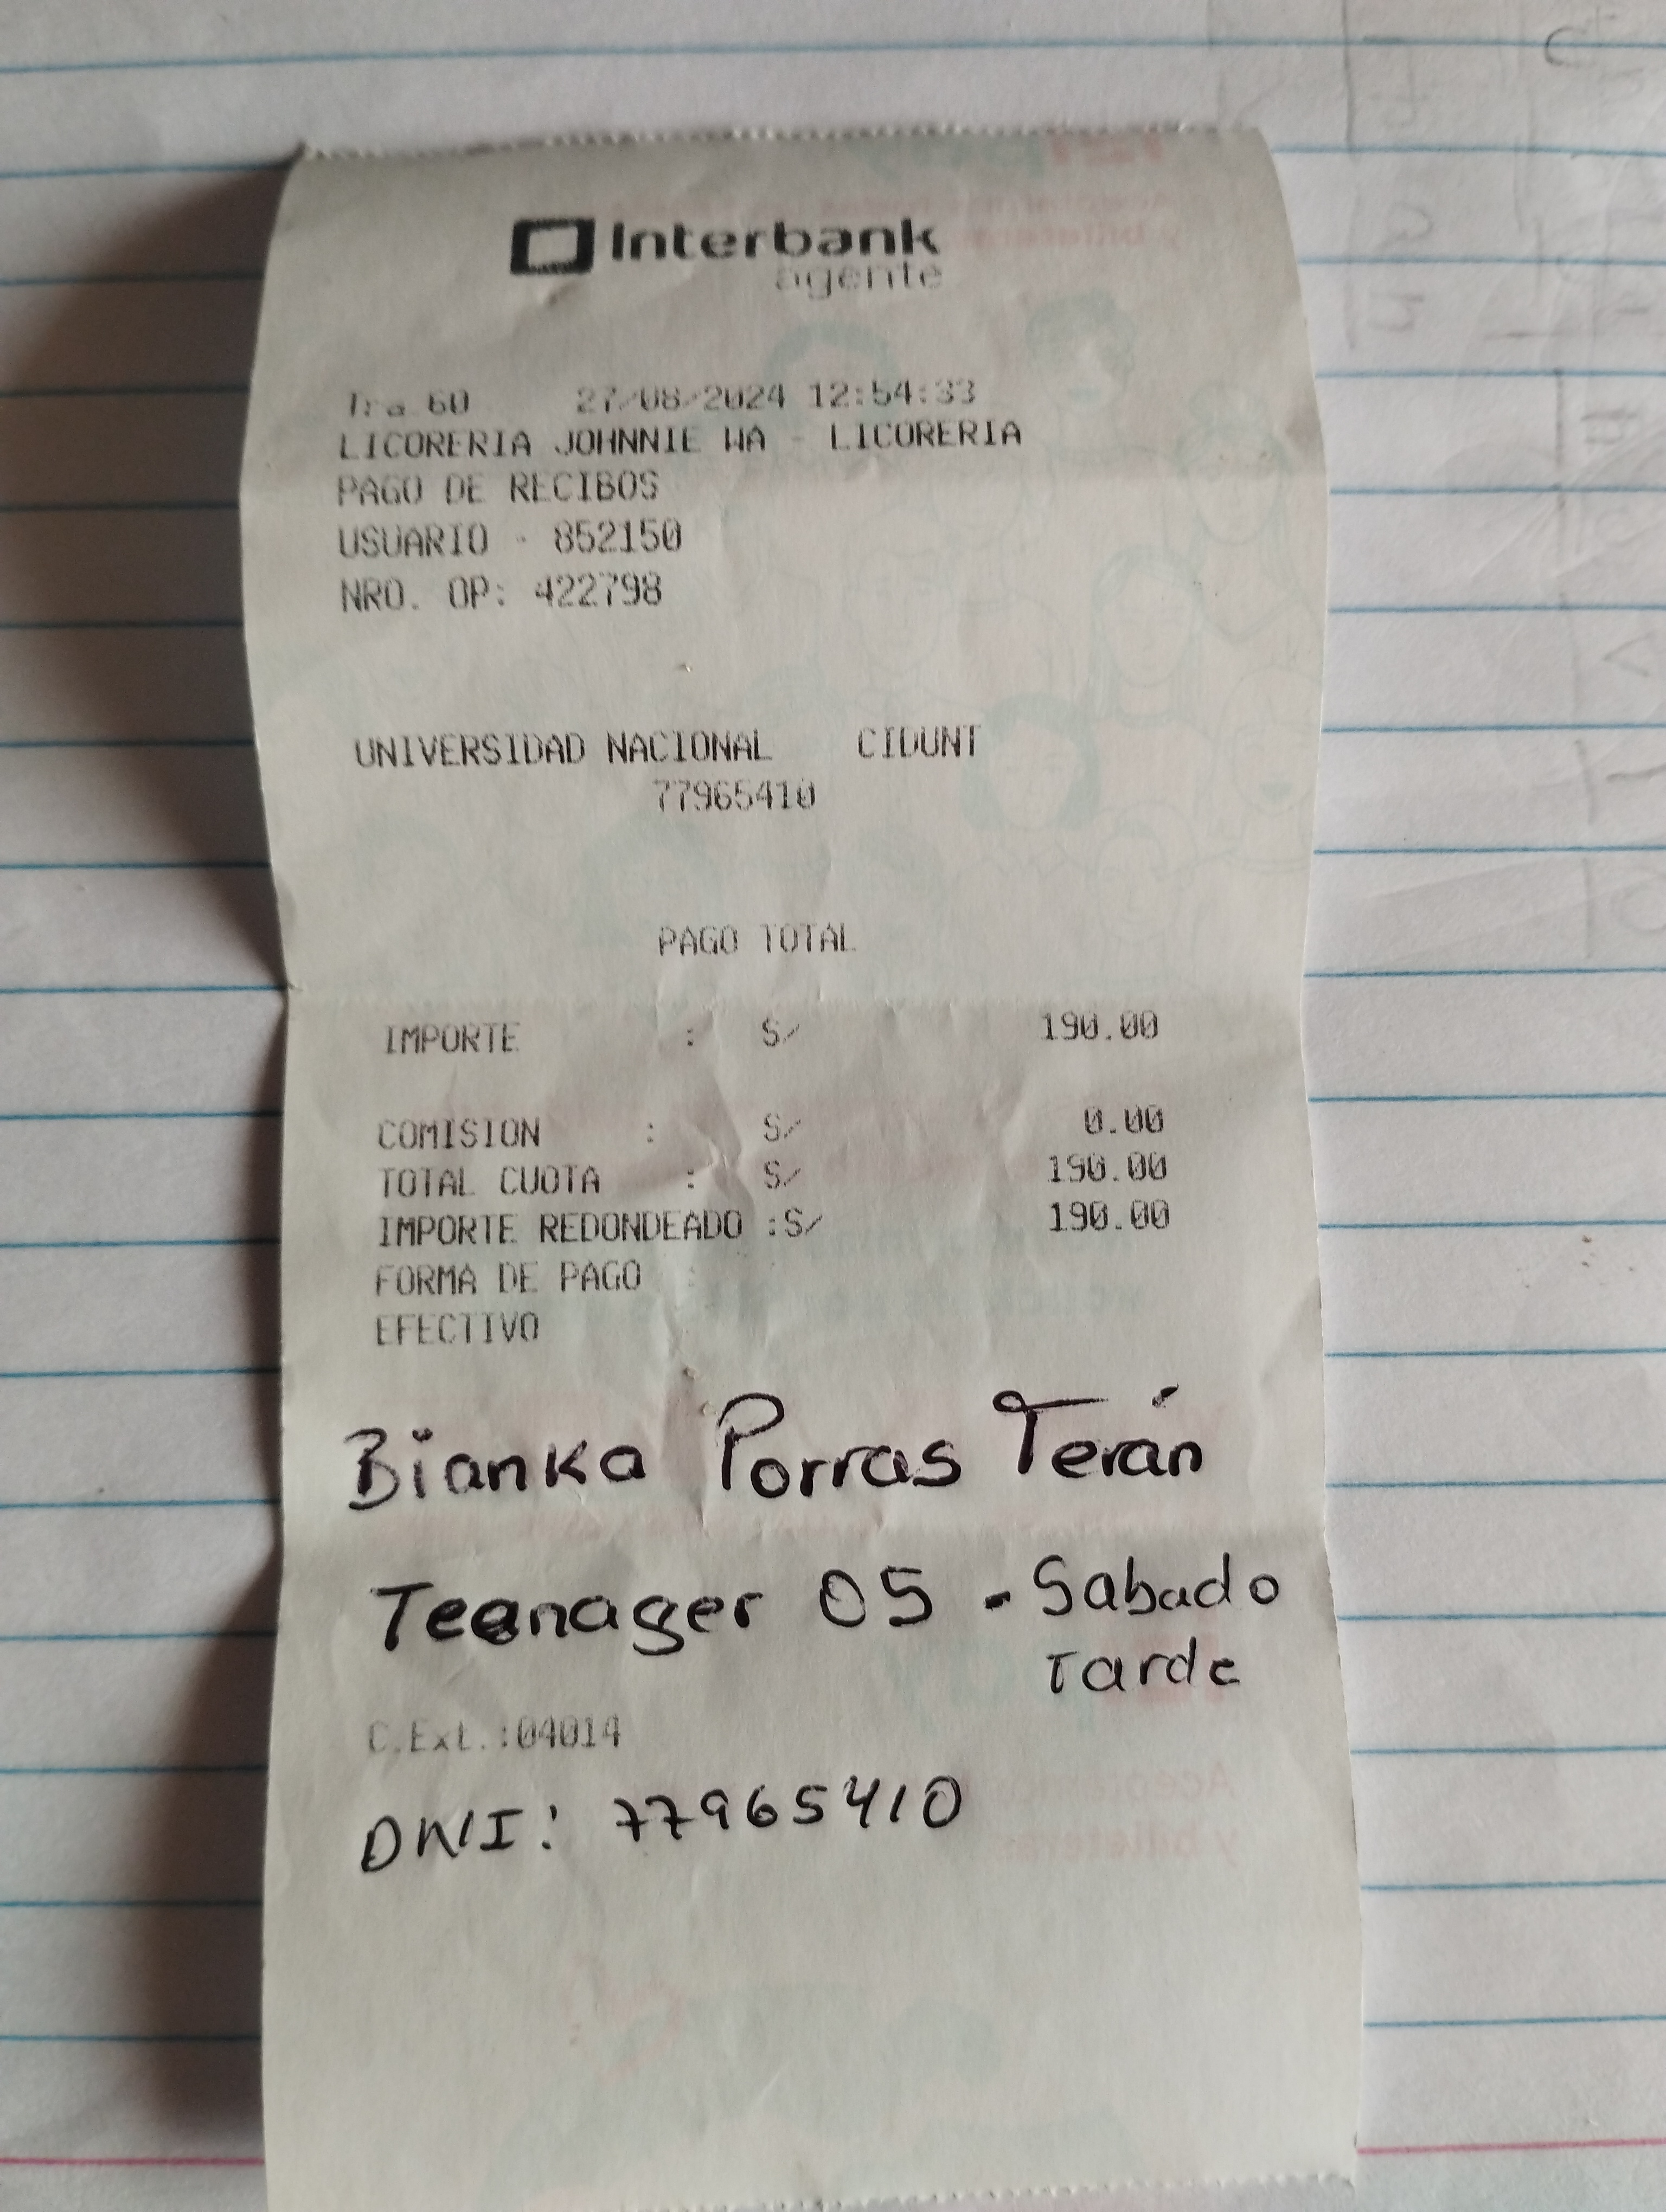 Interbank
agente
Tra 60 27/08/2024 12:54:33
LICORERIA JOHNNIE WA - LICORERIA
PAGO DE RECIBOS
USUARIO - 852150
NRO. OP: 422798
UNIVERSIDAD NACIONAL CIDUNT
77965410
PAGO TOTAL
IMPORTE : S/ 190.00
COMISION : S/ 0.00
TOTAL CUOTA : S/ 190.00
IMPORTE REDONDEADO :S/ 190.00
FORMA DE PAGO :
EFECTIVO
Bianka Porras Terán
Teenager 05 - Sabado
Tarde
C.Ext.:04014
DNI: 77965410